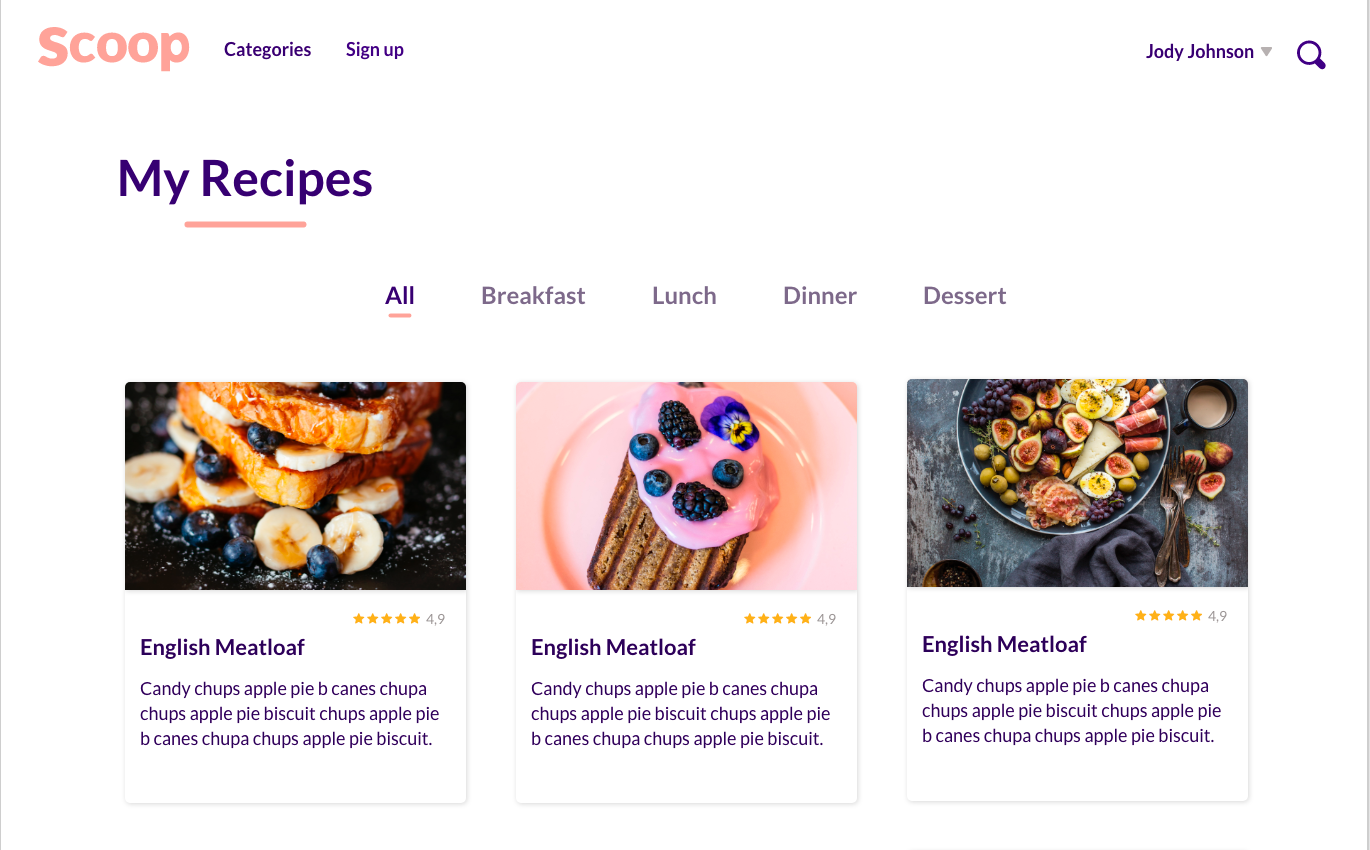 Scoop Categories Sign up Jody Johnson
My Recipes
All Breakfast Lunch Dinner Dessert
4,9
English Meatloaf
Candy chups apple pie b canes chupa
chups apple pie biscuit chups apple pie
b canes chupa chups apple pie biscuit.
4,9
English Meatloaf
Candy chups apple pie b canes chupa
chups apple pie biscuit chups apple pie
b canes chupa chups apple pie biscuit.
4,9
English Meatloaf
Candy chups apple pie b canes chupa
chups apple pie biscuit chups apple pie
b canes chupa chups apple pie biscuit.